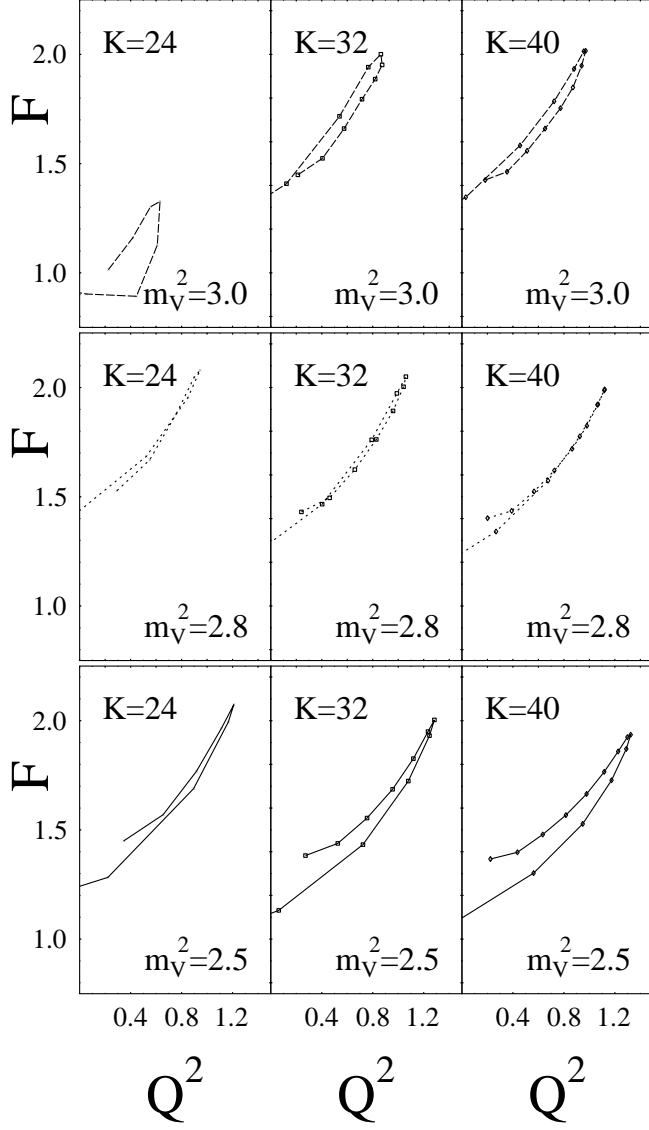 K=24 K=32 K=40
2.0
F
1.5
1.0
m_V^2=3.0 m_V^2=3.0 m_V^2=3.0
K=24 K=32 K=40
2.0
F
1.5
1.0
m_V^2=2.8 m_V^2=2.8 m_V^2=2.8
K=24 K=32 K=40
2.0
F
1.5
1.0
m_V^2=2.5 m_V^2=2.5 m_V^2=2.5
0.4 0.8 1.2 0.4 0.8 1.2 0.4 0.8 1.2
Q^2 Q^2 Q^2